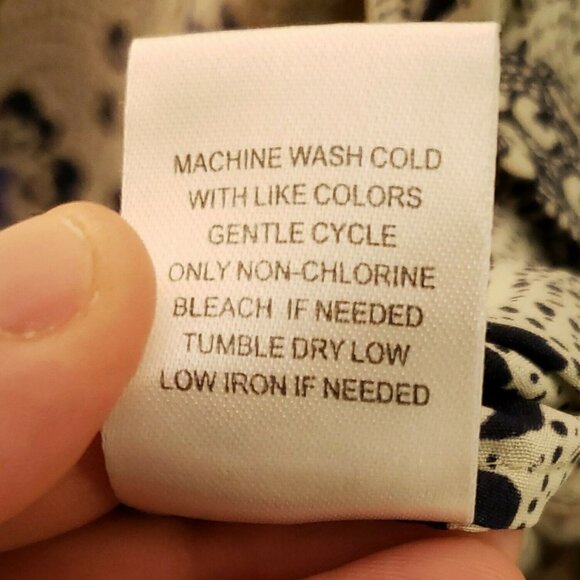 MACHINE WASH COLD
WITH LIKE COLORS
GENTLE CYCLE
ONLY NON-CHLORINE
BLEACH IF NEEDED
TUMBLE DRY LOW
LOW IRON IF NEEDED